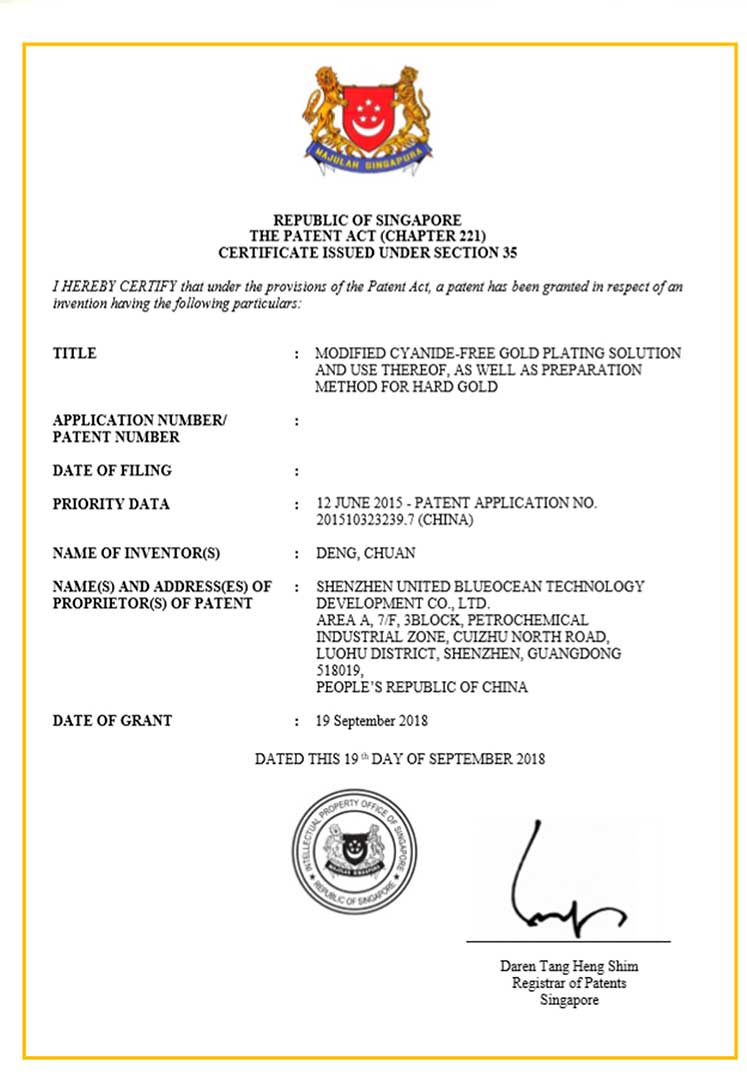 MAJULAH SINGAPURA
REPUBLIC OF SINGAPORE
THE PATENT ACT (CHAPTER 221)
CERTIFICATE ISSUED UNDER SECTION 35
I HEREBY CERTIFY that under the provisions of the Patent Act, a patent has been granted in respect of an
invention having the following particulars:
TITLE : MODIFIED CYANIDE-FREE GOLD PLATING SOLUTION
AND USE THEREOF, AS WELL AS PREPARATION
METHOD FOR HARD GOLD
APPLICATION NUMBER/ :
PATENT NUMBER
DATE OF FILING :
PRIORITY DATA : 12 JUNE 2015 - PATENT APPLICATION NO.
201510323239.7 (CHINA)
NAME OF INVENTOR(S) : DENG, CHUAN
NAME(S) AND ADDRESS(ES) OF : SHENZHEN UNITED BLUEOCEAN TECHNOLOGY
PROPRIETOR(S) OF PATENT DEVELOPMENT CO., LTD.
AREA A, 7/F, 3BLOCK, PETROCHEMICAL
INDUSTRIAL ZONE, CUIZHU NORTH ROAD,
LUOHU DISTRICT, SHENZHEN, GUANGDONG
518019,
PEOPLE'S REPUBLIC OF CHINA
DATE OF GRANT : 19 September 2018
DATED THIS 19th DAY OF SEPTEMBER 2018
INTELLECTUAL PROPERTY OFFICE OF SINGAPORE
MAJULAH SINGAPURA
REPUBLIC OF SINGAPORE
Daren Tang Heng Shim
Registrar of Patents
Singapore